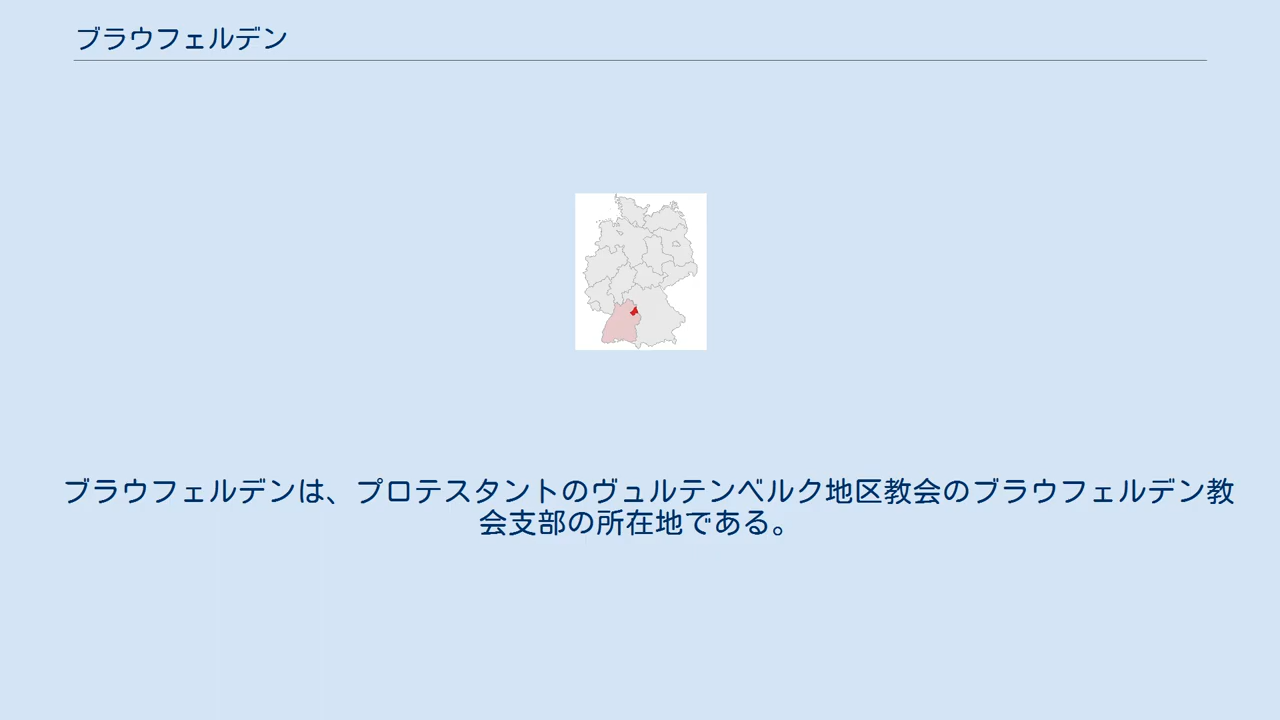 ブラウフェルデン
ブラウフェルデンは、プロテスタントのヴュルテンベルク地区教会のブラウフェルデン教
会支部の所在地である。